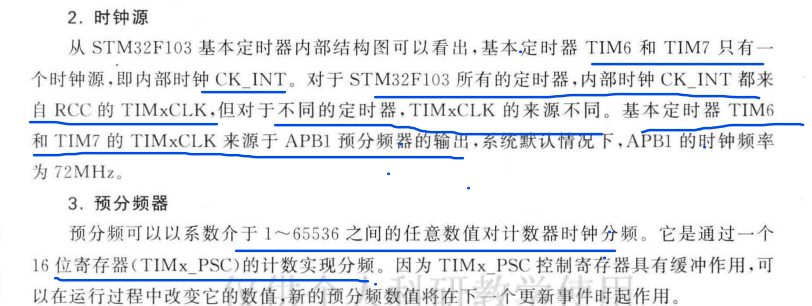 2. 时钟源
从 STM32F103 基本定时器内部结构图可以看出,基本定时器 TIM6 和 TIM7 只有一
个时钟源,即内部时钟 CK_INT。对于 STM32F103 所有的定时器,内部时钟 CK_INT 都来
自 RCC 的 TIMxCLK,但对于不同的定时器,TIMxCLK 的来源不同。基本定时器 TIM6
和 TIM7 的 TIMxCLK 来源于 APB1 预分频器的输出,系统默认情况下,APB1 的时钟频率
为 72MHz。
3. 预分频器
预分频可以以系数介于 1～65536 之间的任意数值对计数器时钟分频。它是通过一个
16 位寄存器(TIMx_PSC)的计数实现分频。因为 TIMx_PSC 控制寄存器具有缓冲作用,可
以在运行过程中改变它的数值,新的预分频数值将在下一个更新事件时起作用。